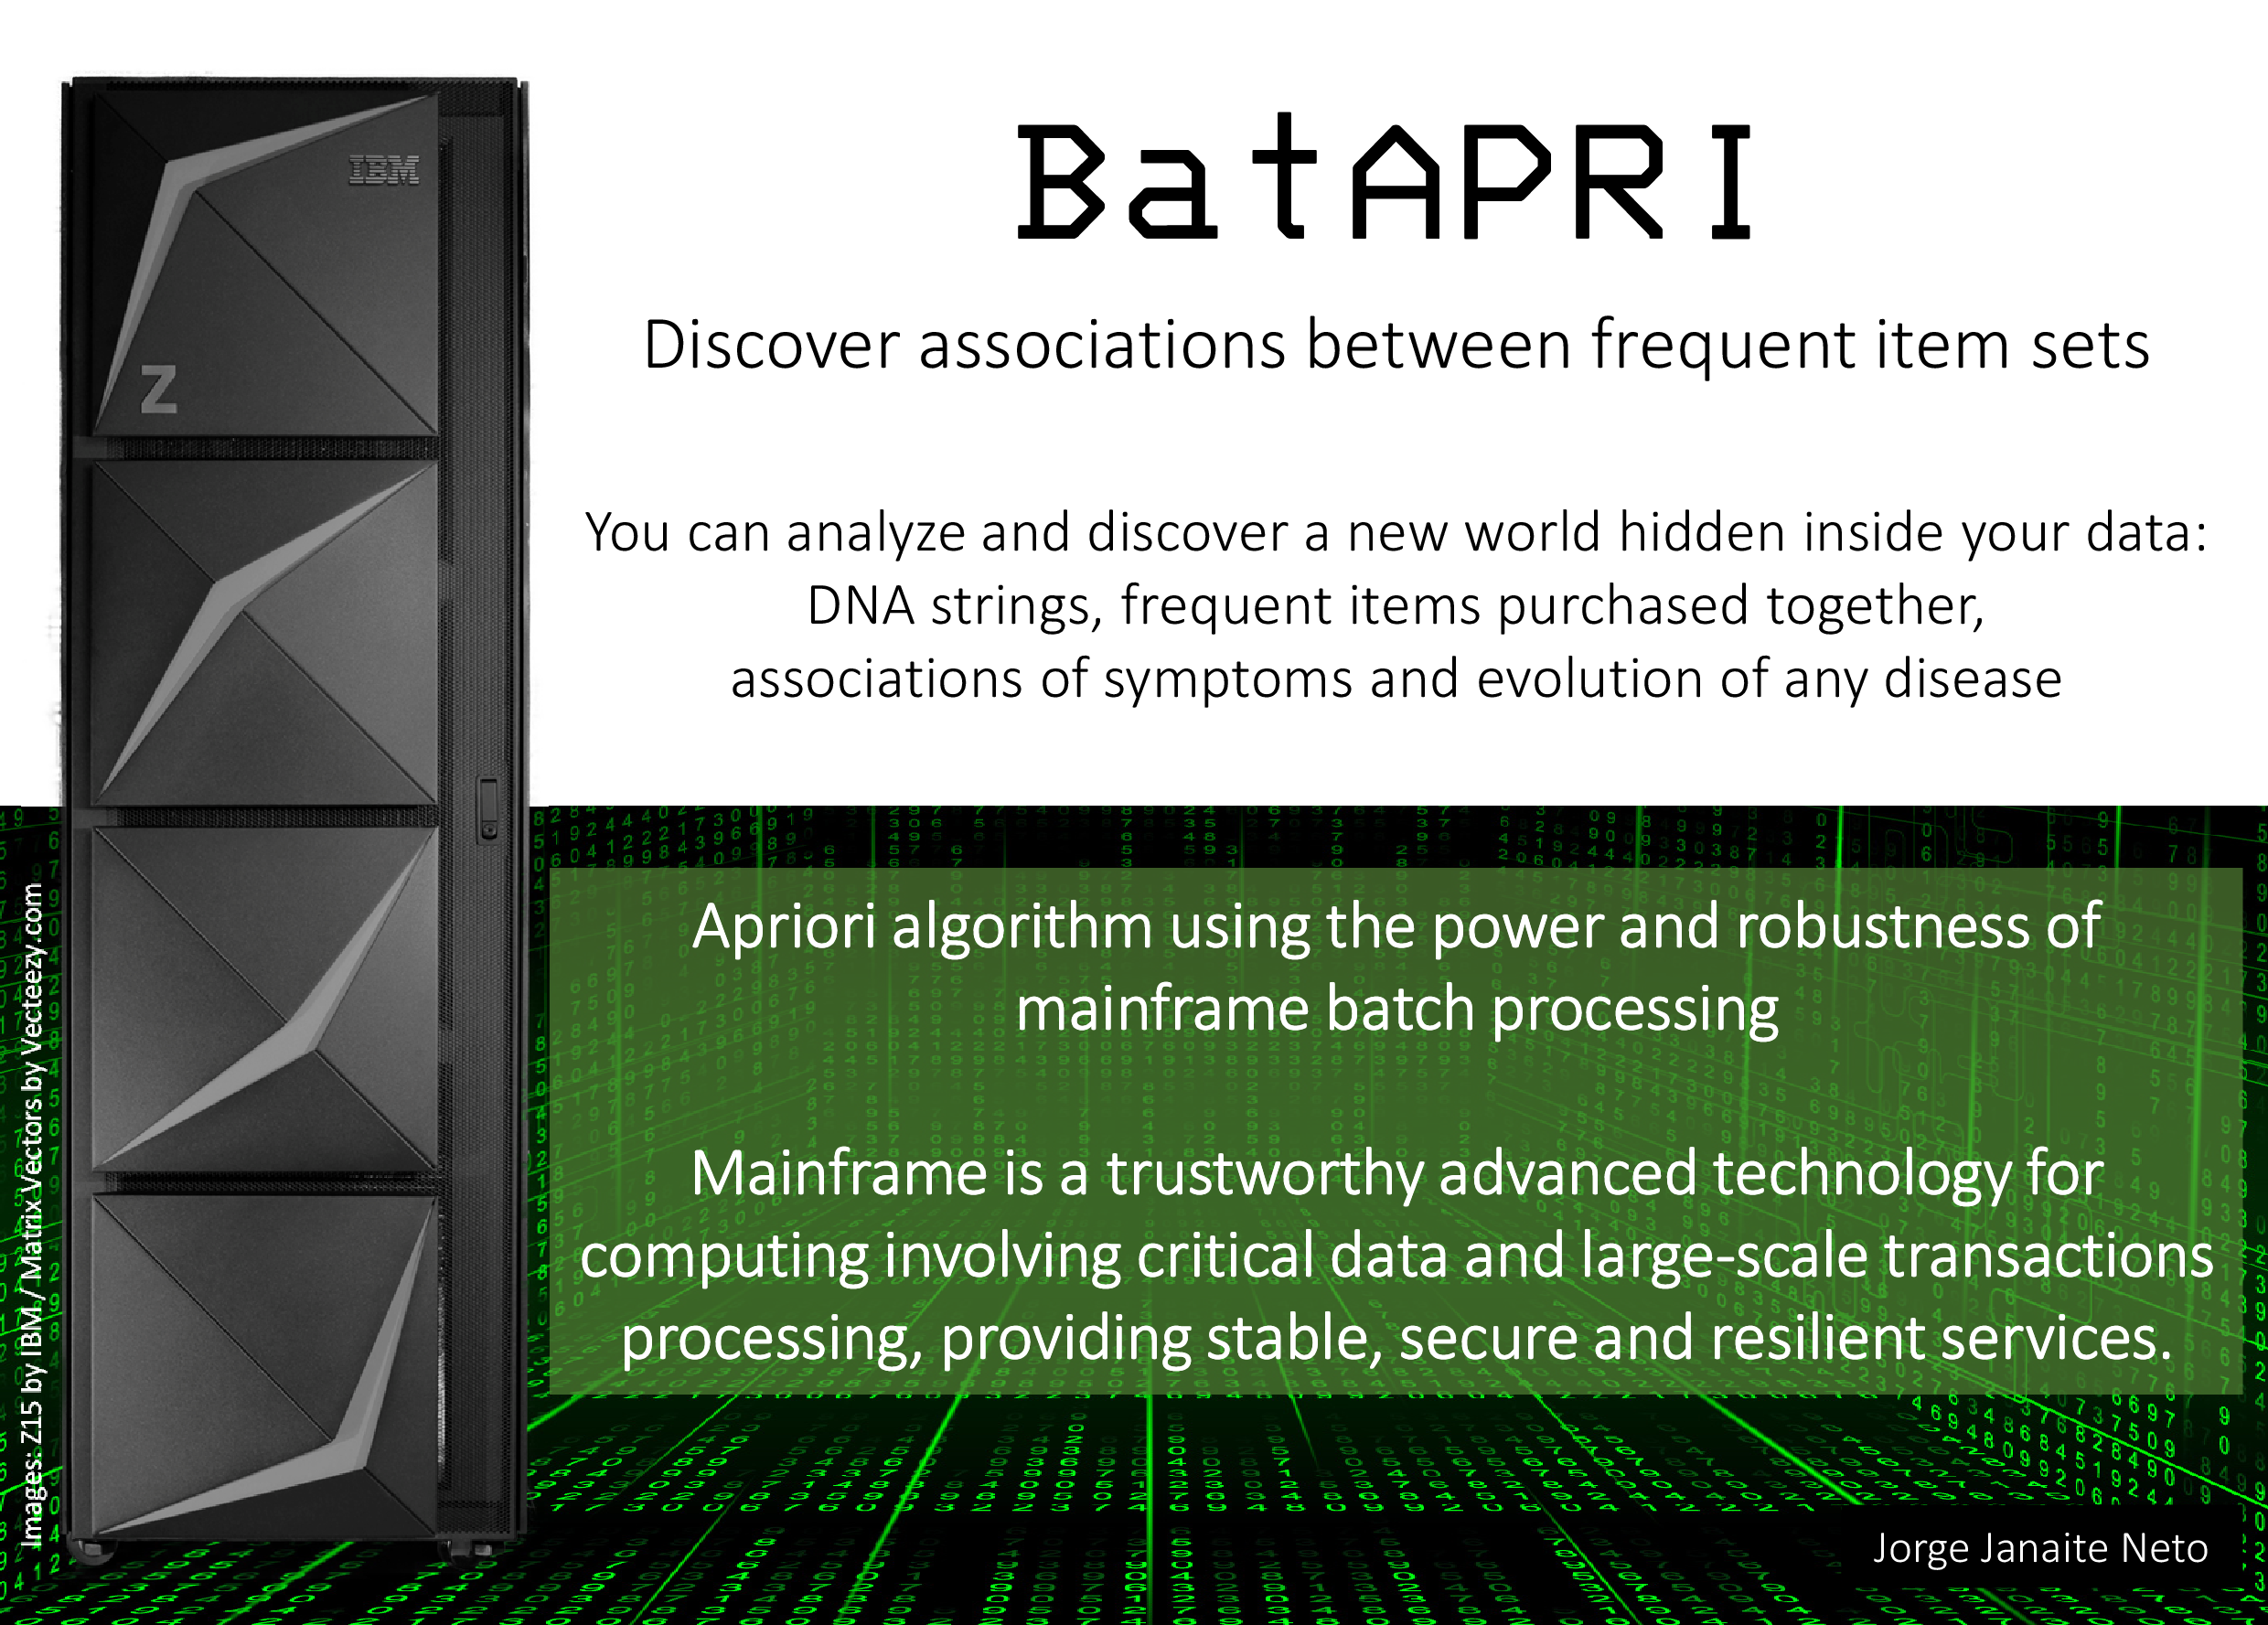 IBM
Z
BatAPRI
Discover associations between frequent item sets
You can analyze and discover a new world hidden inside your data:
DNA strings, frequent items purchased together,
associations of symptoms and evolution of any disease
Apriori algorithm using the power and robustness of
mainframe batch processing
Mainframe is a trustworthy advanced technology for
computing involving critical data and large-scale transactions
processing, providing stable, secure and resilient services.
Images: Z15 by IBM / Matrix Vectors by Vecteezy.com
Jorge Janaite Neto